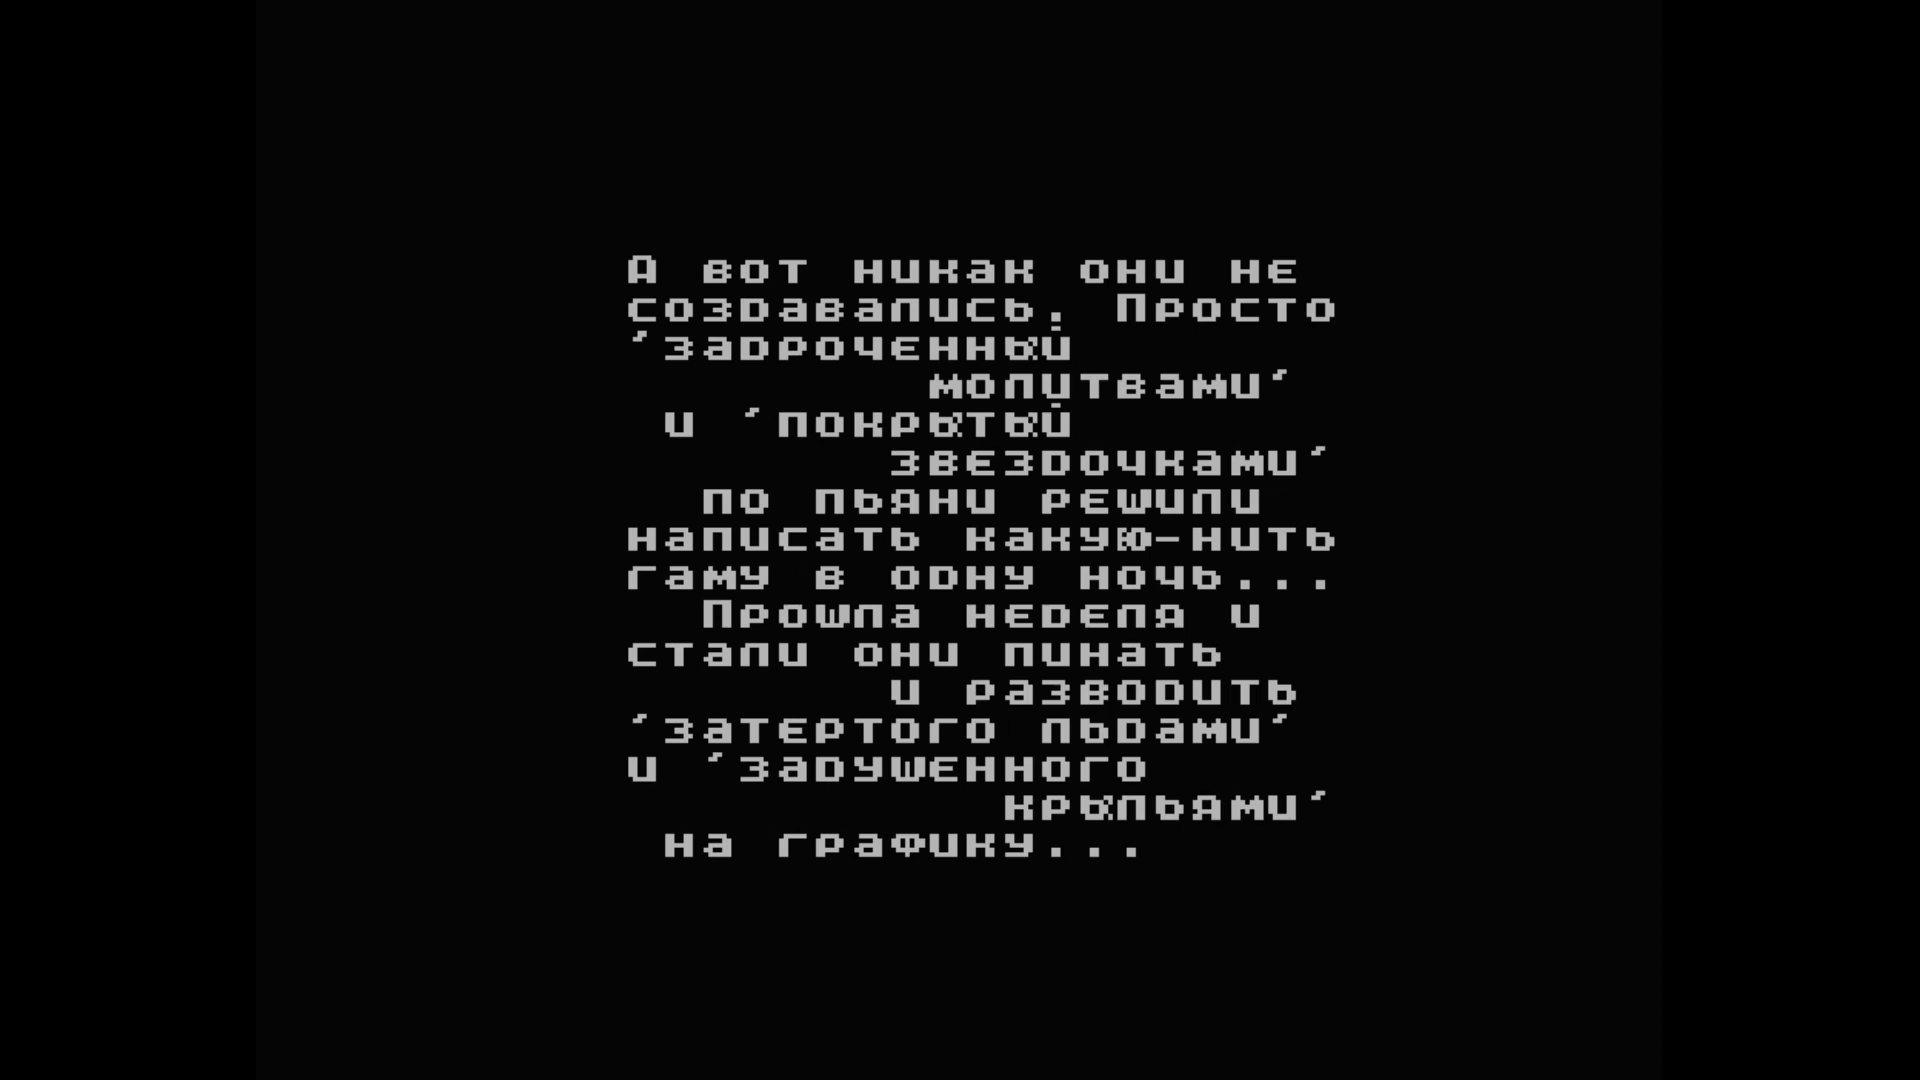 А вот никак они не
создавались. Просто
'задроченный
молитвами'
и 'покрытый
звездочками'
по пьяни решили
написать какую-нить
гаму в одну ночь...
Прошла неделя и
стали они пинать
и разводить
'затертого льдами'
и 'задушенного
крыльями'
на графику...